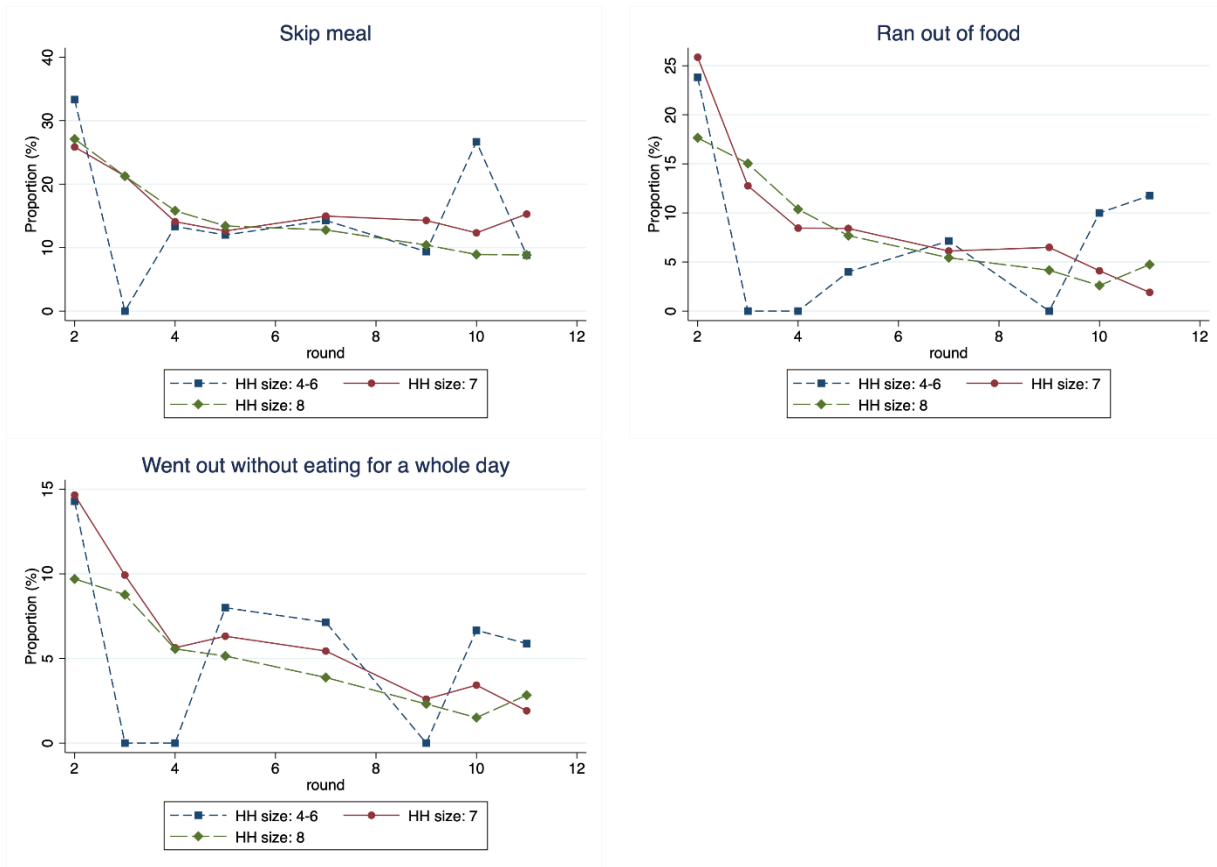 Skip meal
Proportion (%)
40
30
20
10
0
2 4 6 8 10 12
round
HH size: 4-6 HH size: 7
HH size: 8
Ran out of food
Proportion (%)
25
20
15
10
5
0
2 4 6 8 10 12
round
HH size: 4-6 HH size: 7
HH size: 8
Went out without eating for a whole day
Proportion (%)
15
10
5
0
2 4 6 8 10 12
round
HH size: 4-6 HH size: 7
HH size: 8